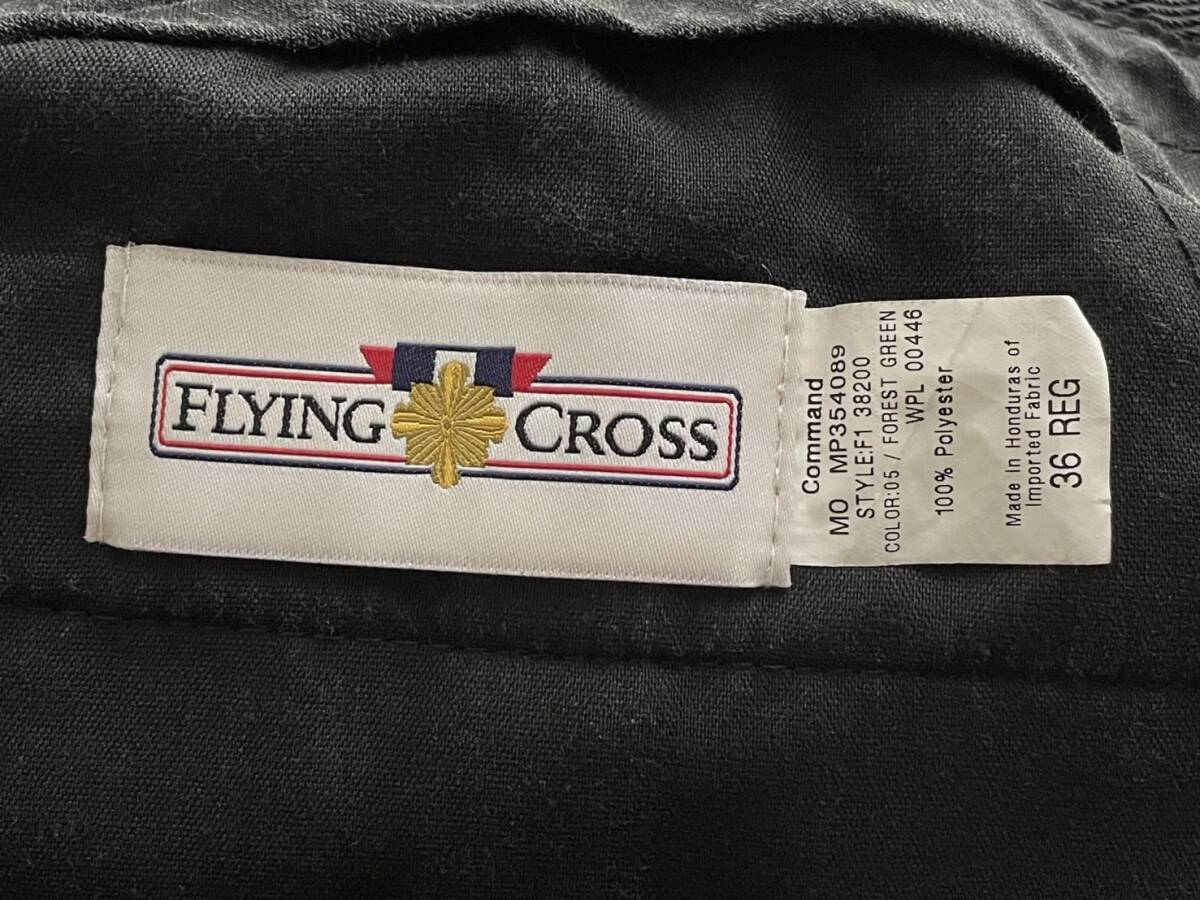 FLYING CROSS
Command
MO MP354089
STYLE:F1 38200
COLOR:05 / FOREST GREEN
WPL 00446
100% Polyester
Made In Honduras of
Imported Fabric
36 REG